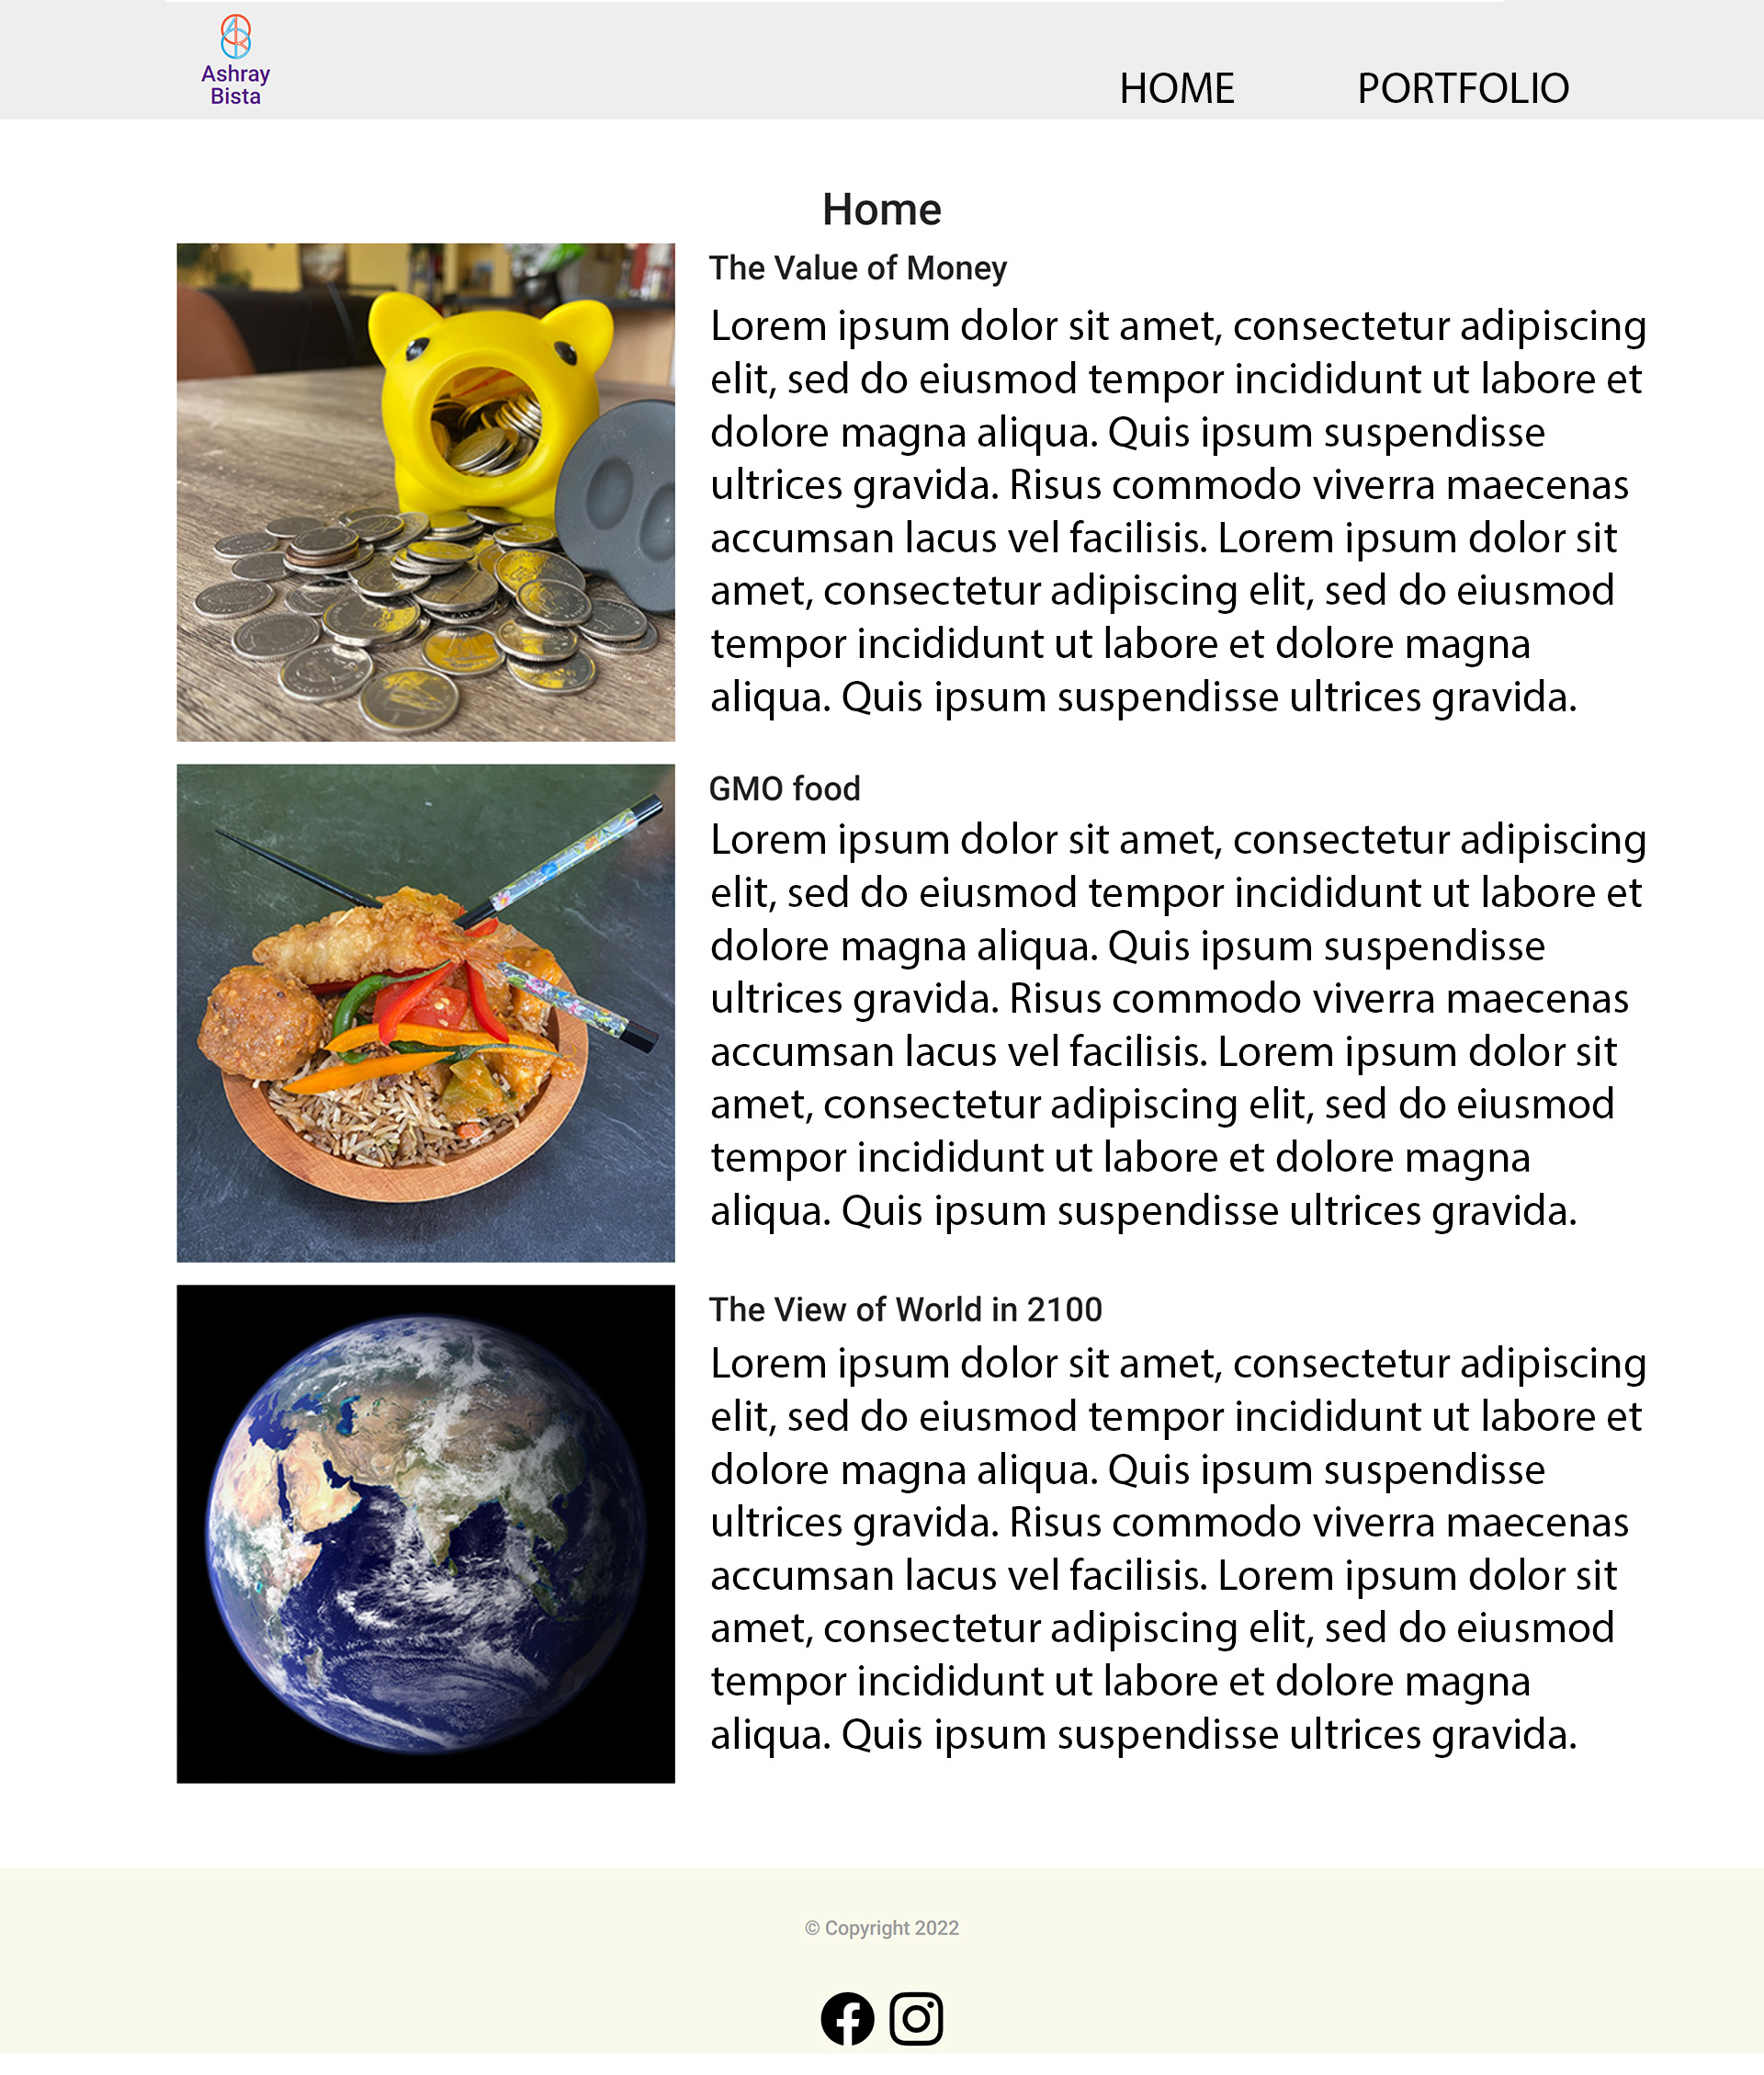 Ashray
Bista
HOME PORTFOLIO
Home
The Value of Money
Lorem ipsum dolor sit amet, consectetur adipiscing
elit, sed do eiusmod tempor incididunt ut labore et
dolore magna aliqua. Quis ipsum suspendisse
ultrices gravida. Risus commodo viverra maecenas
accumsan lacus vel facilisis. Lorem ipsum dolor sit
amet, consectetur adipiscing elit, sed do eiusmod
tempor incididunt ut labore et dolore magna
aliqua. Quis ipsum suspendisse ultrices gravida.
GMO food
Lorem ipsum dolor sit amet, consectetur adipiscing
elit, sed do eiusmod tempor incididunt ut labore et
dolore magna aliqua. Quis ipsum suspendisse
ultrices gravida. Risus commodo viverra maecenas
accumsan lacus vel facilisis. Lorem ipsum dolor sit
amet, consectetur adipiscing elit, sed do eiusmod
tempor incididunt ut labore et dolore magna
aliqua. Quis ipsum suspendisse ultrices gravida.
The View of World in 2100
Lorem ipsum dolor sit amet, consectetur adipiscing
elit, sed do eiusmod tempor incididunt ut labore et
dolore magna aliqua. Quis ipsum suspendisse
ultrices gravida. Risus commodo viverra maecenas
accumsan lacus vel facilisis. Lorem ipsum dolor sit
amet, consectetur adipiscing elit, sed do eiusmod
tempor incididunt ut labore et dolore magna
aliqua. Quis ipsum suspendisse ultrices gravida.
© Copyright 2022